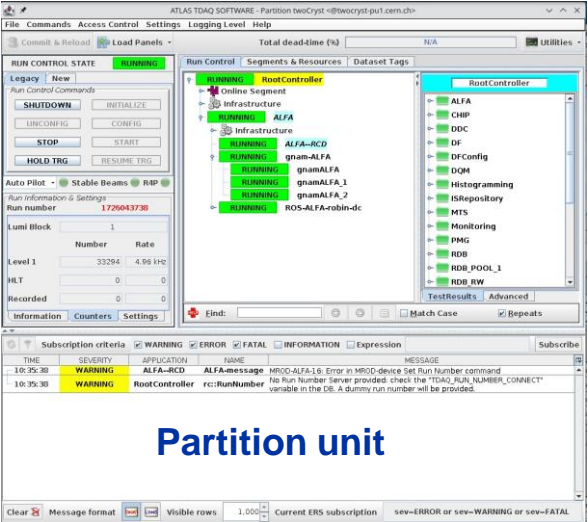 ATLAS TDAQ SOFTWARE - Partition twoCryst <@twocryst-pu1.cern.ch>
File Commands Access Control Settings Logging Level Help
Commit & Reload Load Panels Total dead-time (%) N/A Utilities
RUN CONTROL STATE RUNNING
Legacy New
Run Control Commands
SHUTDOWN INITIALIZE
UNCONFIG CONFIG
STOP START
HOLD TRG RESUME TRG
Auto Pilot - Stable Beams R4P
Run Information & Settings
Run number 1726043738
Lumi Block 1
Number Rate
Level 1 33294 4.96 kHz
HLT 0 0
Recorded 0 0
Information Counters Settings
Run Control Segments & Resources Dataset Tags
RUNNING RootController
Online Segment
Infrastructure
RUNNING ALFA
Infrastructure
RUNNING ALFA--RCD
RUNNING gnam-ALFA
RUNNING gnamALFA
RUNNING gnamALFA_1
RUNNING gnamALFA_2
RUNNING ROS-ALFA-robin-dc
RootController
ALFA
CHIP
DDC
DF
DFConfig
DQM
Histogramming
ISRepository
MTS
Monitoring
PMG
RDB
RDB_POOL_1
RDB_RW
TestResults Advanced
Find: Match Case Repeats
Subscription criteria WARNING ERROR FATAL INFORMATION Expression Subscribe
TIME SEVERITY APPLICATION NAME MESSAGE
10:35:38 WARNING ALFA--RCD ALFA-message MROD-ALFA-16: Error in MROD-device Set Run Number command
10:35:38 WARNING RootController rc::RunNumber No Run Number Server provided: check the "TDAQ_RUN_NUMBER_CONNECT"
variable in the DB. A dummy run number will be provided.
Partition unit
Clear Message format Visible rows 1,000 Current ERS subscription sev=ERROR or sev=WARNING or sev=FATAL